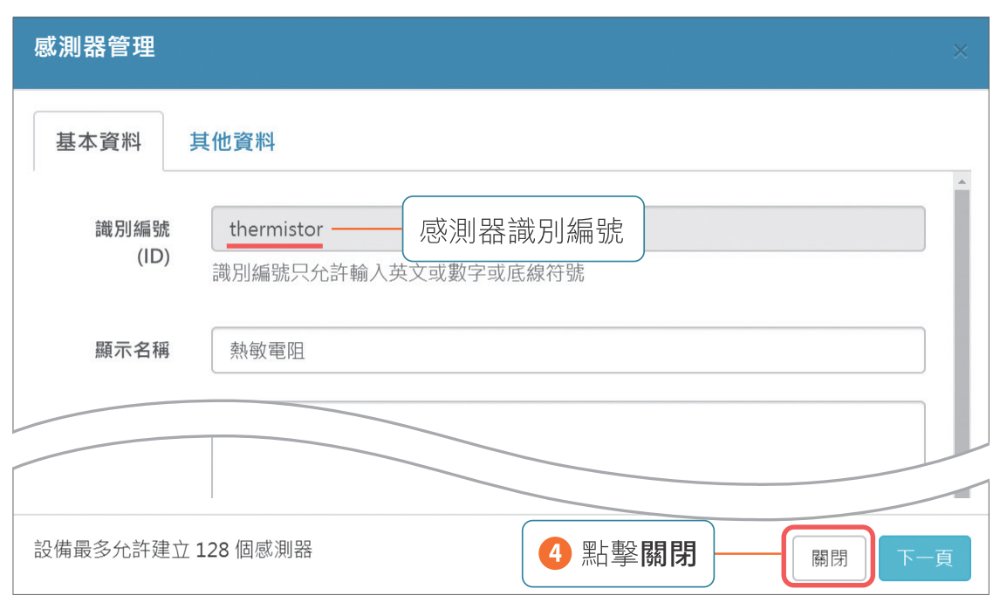 感測器管理
×
基本資料
其他資料
識別編號
(ID)
thermistor
感測器識別編號
識別編號只允許輸入英文或數字或底線符號
顯示名稱
熱敏電阻
設備最多允許建立 128 個感測器
4 點擊關閉
關閉
下一頁